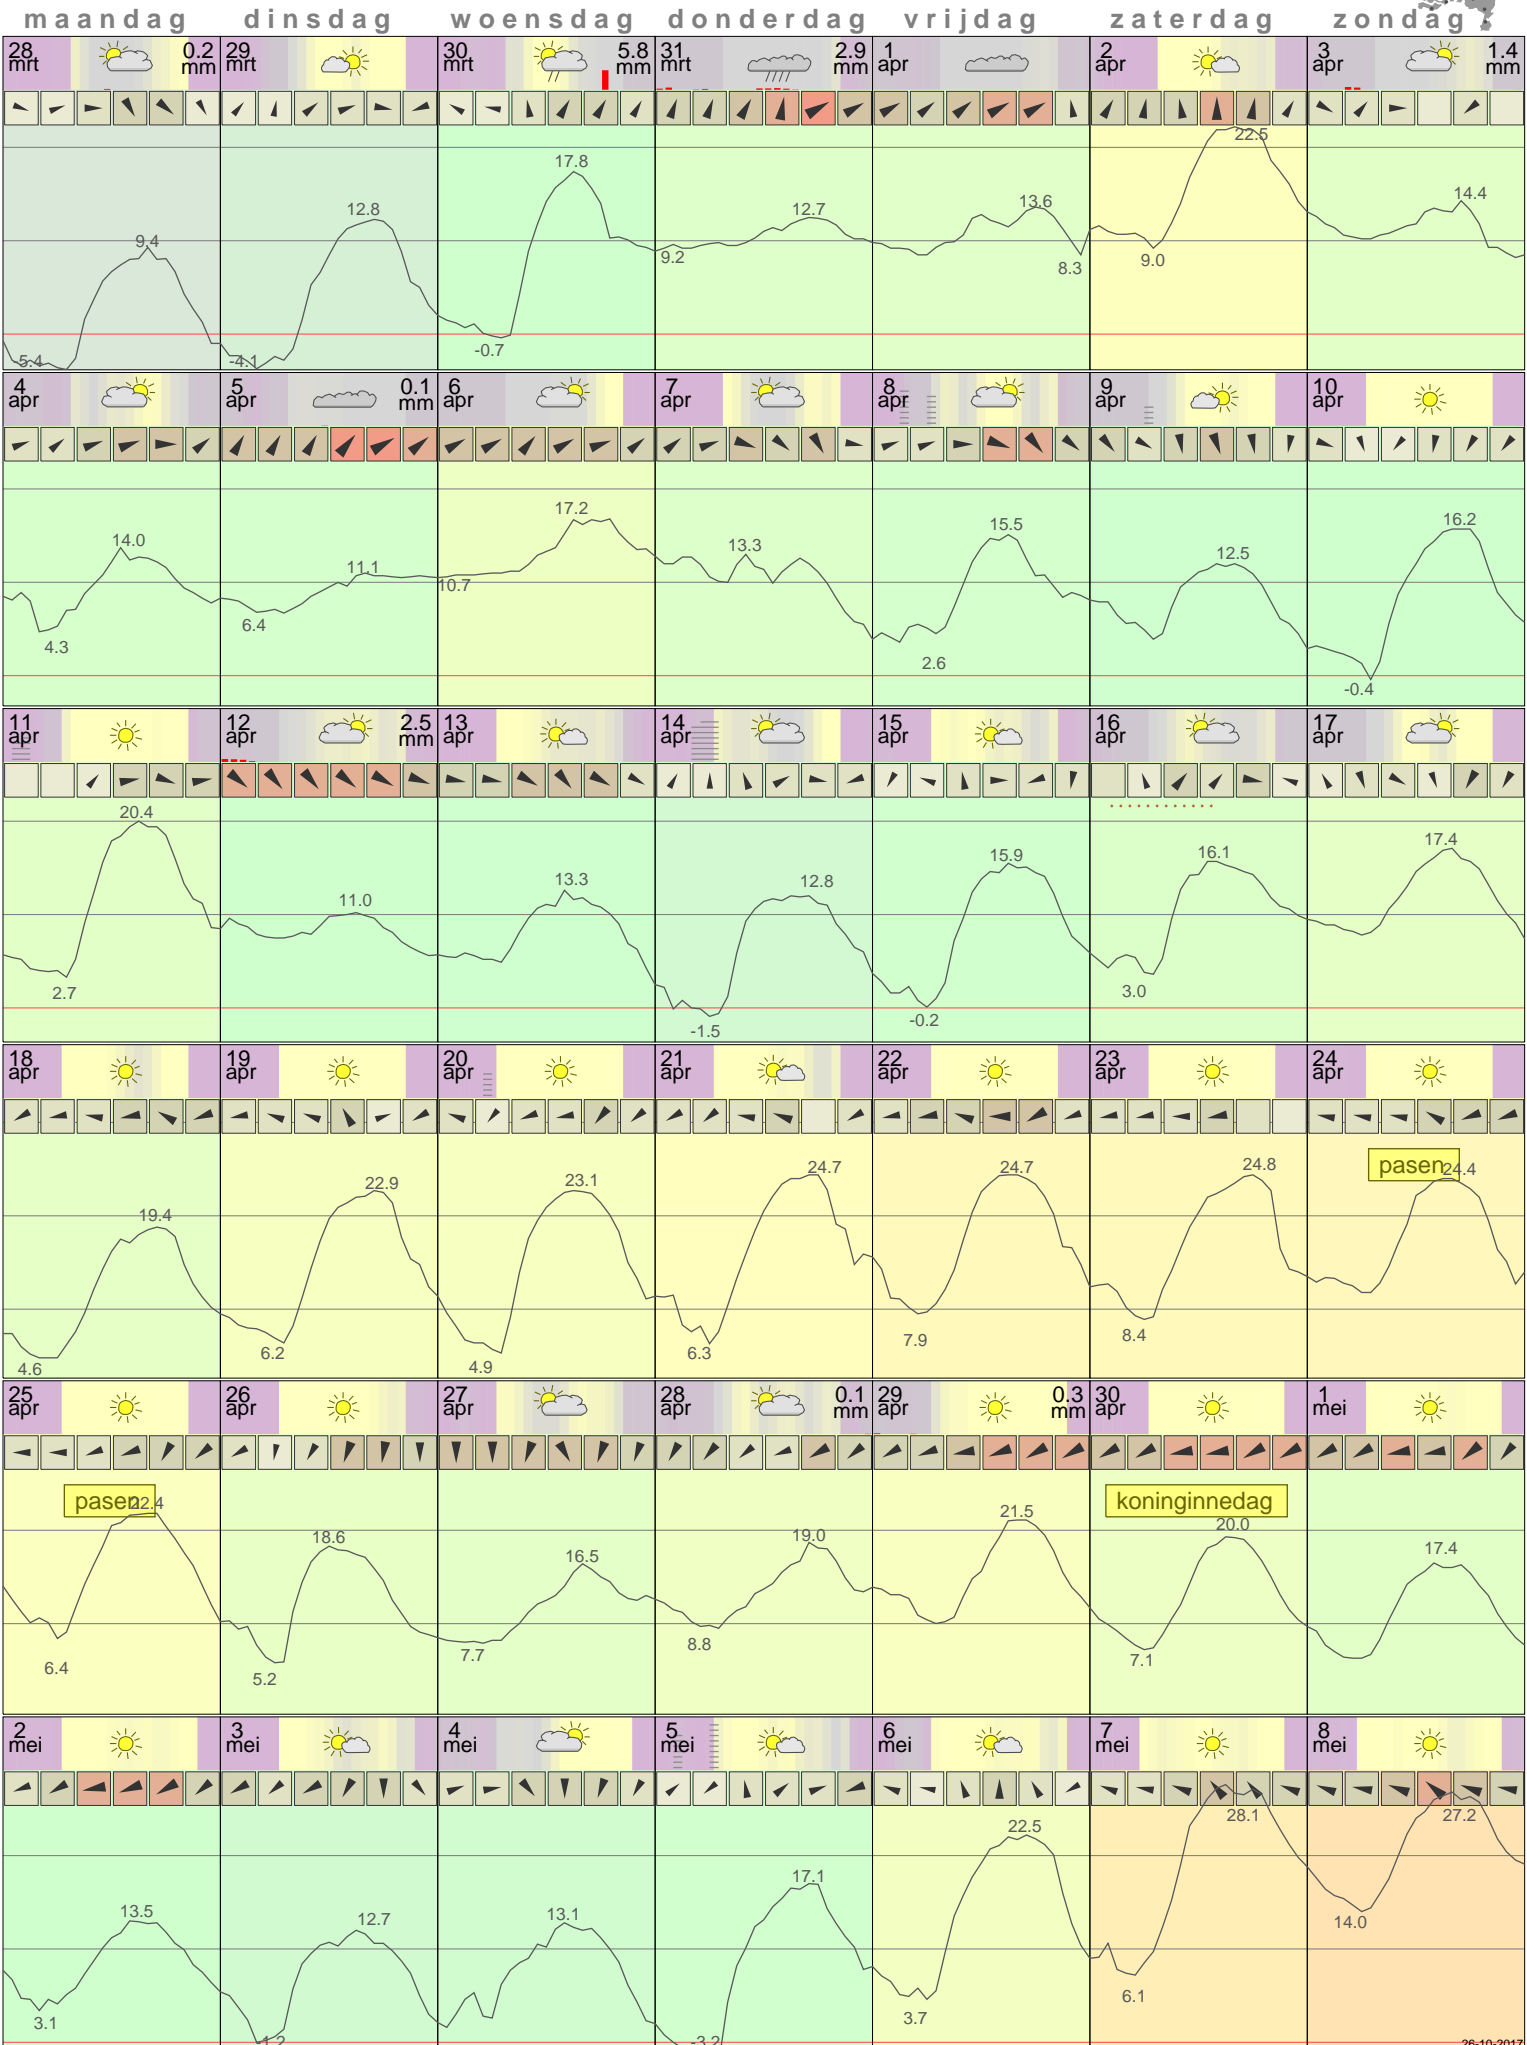 maandag dinsdag woensdag donderdag vrijdag zaterdag zondag
28 mrt 0.2 mm 29 mrt 30 mrt 5.8 mm 31 mrt 2.9 mm 1 apr 2 apr 3 apr 1.4 mm
9.4 12.8 17.8 12.7 13.6 22.5 14.4
-5.4 -4.1 -0.7 9.2 8.3 9.0
4 apr 5 apr 0.1 mm 6 apr 7 apr 8 apr 9 apr 10 apr
14.0 11.1 17.2 13.3 15.5 12.5 16.2
4.3 6.4 10.7 2.6 -0.4
11 apr 12 apr 2.5 mm 13 apr 14 apr 15 apr 16 apr 17 apr
20.4 11.0 13.3 12.8 15.9 16.1 17.4
2.7 -1.5 -0.2 3.0
18 apr 19 apr 20 apr 21 apr 22 apr 23 apr 24 apr
pasen
19.4 22.9 23.1 24.7 24.7 24.8 24.4
4.6 6.2 4.9 6.3 7.9 8.4
25 apr 26 apr 27 apr 28 apr 0.1 mm 29 apr 0.3 mm 30 apr 1 mei
pasen koninginnedag
22.4 18.6 16.5 19.0 21.5 20.0 17.4
6.4 5.2 7.7 8.8 7.1
2 mei 3 mei 4 mei 5 mei 6 mei 7 mei 8 mei
13.5 12.7 13.1 17.1 22.5 28.1 27.2
3.1 -1.2 -3.2 3.7 6.1 14.0
26-10-2017